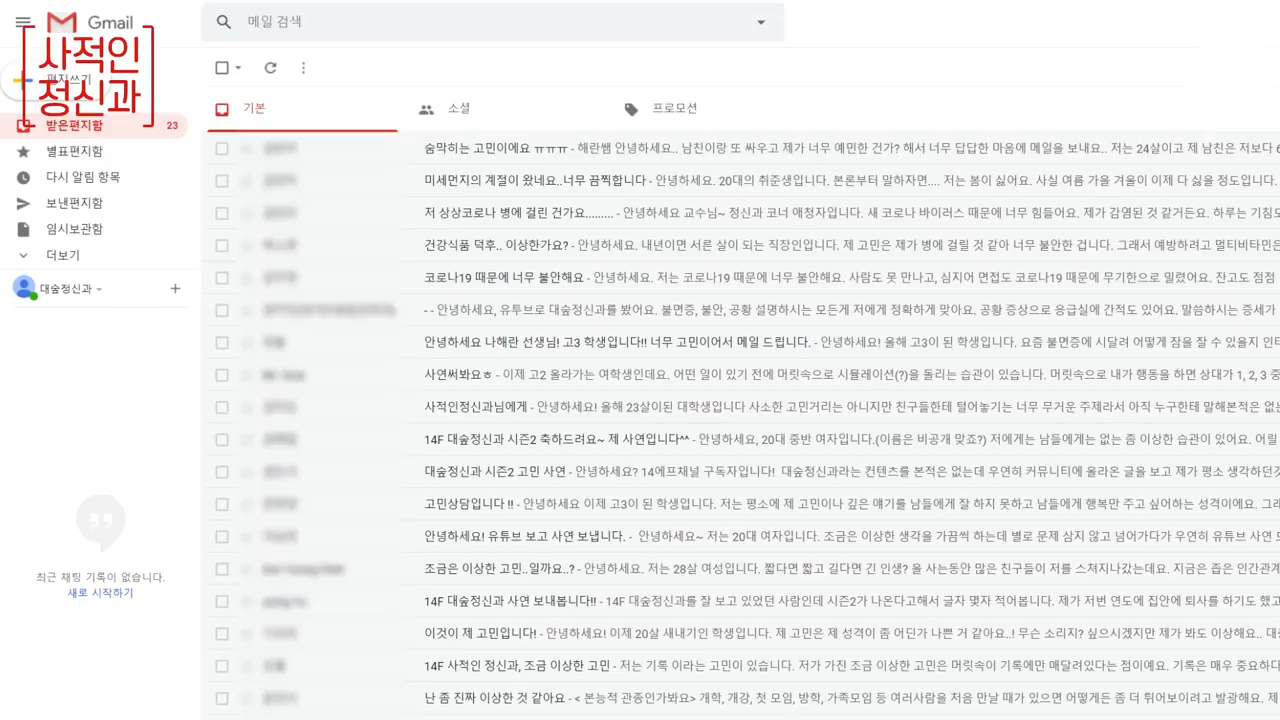 Gmail
메일 검색
사적인
정신과
편지쓰기
기본
소셜
프로모션
받은편지함
23
별표편지함
다시 알림 항목
보낸편지함
임시보관함
더보기
대숲정신과
최근 채팅 기록이 없습니다.
새로 시작하기
숨막히는 고민이에요 ㅠㅠㅠ - 해란쌤 안녕하세요.. 남친이랑 또 싸우고 제가 너무 예민한 건가? 해서 너무 답답한 마음에 메일을 보내요.. 저는 24살이고 제 남친은 저보다 6
미세먼지의 계절이 왔네요..너무 끔찍합니다 - 안녕하세요. 20대의 취준생입니다. 본론부터 말하자면.... 저는 봄이 싫어요. 사실 여름 가을 겨울이 이제 다 싫을 정도입니다.
저 상상코로나 병에 걸린 건가요......... - 안녕하세요 교수님~ 정신과 코너 애청자입니다. 새 코로나 바이러스 때문에 너무 힘들어요. 제가 감염된 것 같거든요. 하루는 기침도
건강식품 덕후.. 이상한가요? - 안녕하세요. 내년이면 서른 살이 되는 직장인입니다. 제 고민은 제가 병에 걸릴 것 같아 너무 불안한 겁니다. 그래서 예방하려고 멀티비타민은
코로나19 때문에 너무 불안해요 - 안녕하세요. 저는 코로나19 때문에 너무 불안해요. 사람도 못 만나고, 심지어 면접도 코로나19 때문에 무기한으로 밀렸어요. 잔고도 점점
- - 안녕하세요, 유투브로 대숲정신과를 봤어요. 불면증, 불안, 공황 설명하시는 모든게 저에게 정확하게 맞아요. 공황 증상으로 응급실에 간적도 있어요. 말씀하시는 증세가
안녕하세요 나해란 선생님! 고3 학생입니다!! 너무 고민이어서 메일 드립니다. - 안녕하세요! 올해 고3이 된 학생입니다. 요즘 불면증에 시달려 어떻게 잠을 잘 수 있을지 인터
사연써봐요ㅎ - 이제 고2 올라가는 여학생인데요. 어떤 일이 있기 전에 머릿속으로 시뮬레이션(?)을 돌리는 습관이 있습니다. 머릿속으로 내가 행동을 하면 상대가 1, 2, 3 중
사적인정신과님에게 - 안녕하세요! 올해 23살이된 대학생입니다 사소한 고민거리는 아니지만 친구들한테 털어놓기는 너무 무거운 주제라서 아직 누구한테 말해본적은 없는
14F 대숲정신과 시즌2 축하드려요~ 제 사연입니다^^ - 안녕하세요, 20대 중반 여자입니다.(이름은 비공개 맞죠?) 저에게는 남들에게는 없는 좀 이상한 습관이 있어요. 어릴
대숲정신과 시즌2 고민 사연 - 안녕하세요? 14에프채널 구독자입니다! 대숲정신과라는 컨텐츠를 본적은 없는데 우연히 커뮤니티에 올라온 글을 보고 제가 평소 생각하던것
고민상담입니다 !! - 안녕하세요 이제 고3이 된 학생입니다. 저는 평소에 제 고민이나 깊은 얘기를 남들에게 잘 하지 못하고 남들에게 행복만 주고 싶어하는 성격이에요. 그래
안녕하세요! 유튜브 보고 사연 보냅니다. - 안녕하세요~ 저는 20대 여자입니다. 조금은 이상한 생각을 가끔씩 하는데 별로 문제 삼지 않고 넘어가다가 우연히 유튜브 사연 모
조금은 이상한 고민..일까요..? - 안녕하세요. 저는 28살 여성입니다. 짧다면 짧고 길다면 긴 인생? 을 사는동안 많은 친구들이 저를 스쳐지나갔는데요. 지금은 좁은 인간관계
14F 대숲정신과 사연 보내봅니다!! - 14F 대숲정신과를 잘 보고 있었던 사람인데 시즌2가 나온다고해서 글자 몇자 적어봅니다. 제가 저번 연도에 집안에 퇴사를 하기도 했고
이것이 제 고민입니다! - 안녕하세요! 이제 20살 새내기인 학생입니다. 제 고민은 제 성격이 좀 어딘가 나쁜 거 같아요..! 무슨 소리지? 싶으시겠지만 제가 봐도 이상해요.. 대
14F 사적인 정신과, 조금 이상한 고민 - 저는 기록 이라는 고민이 있습니다. 저가 가진 조금 이상한 고민은 머릿속이 기록에만 매달려있다는 점이예요. 기록은 매우 중요하다
난 좀 진짜 이상한 것 같아요 - < 본능적 관종인가봐요> 개학, 개강, 첫 모임, 방학, 가족모임 등 여러사람을 처음 만날 때가 있으면 어떻게든 좀 더 튀어보이려고 발광해요. 제